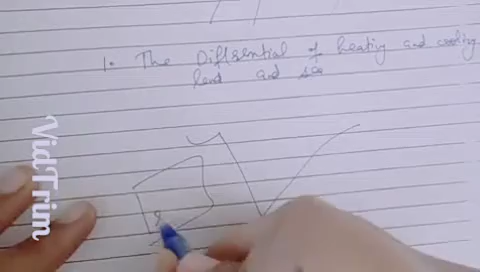 1. The Differential of heating and cooling
land and sea
VidTrim